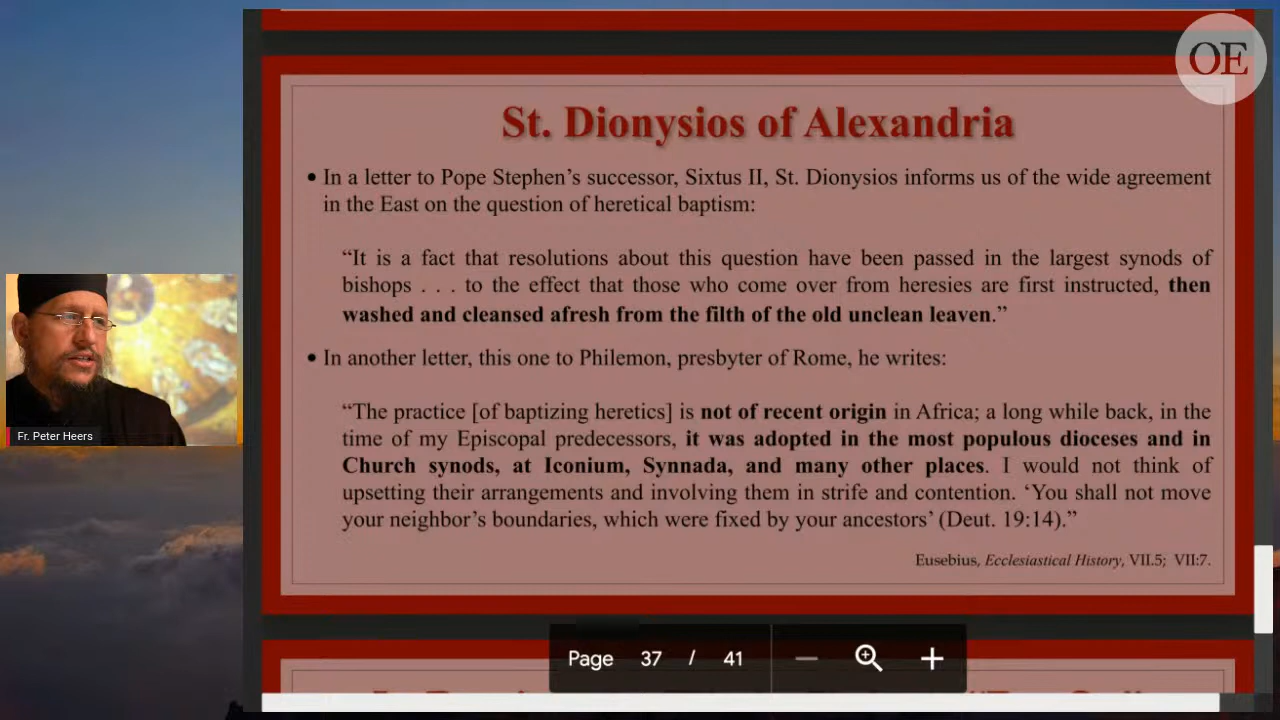 OE
St. Dionysios of Alexandria
• In a letter to Pope Stephen’s successor, Sixtus II, St. Dionysios informs us of the wide agreement
in the East on the question of heretical baptism:
“It is a fact that resolutions about this question have been passed in the largest synods of
bishops . . . to the effect that those who come over from heresies are first instructed, then
washed and cleansed afresh from the filth of the old unclean leaven.”
• In another letter, this one to Philemon, presbyter of Rome, he writes:
“The practice [of baptizing heretics] is not of recent origin in Africa; a long while back, in the
time of my Episcopal predecessors, it was adopted in the most populous dioceses and in
Church synods, at Iconium, Synnada, and many other places. I would not think of
upsetting their arrangements and involving them in strife and contention. ‘You shall not move
your neighbor’s boundaries, which were fixed by your ancestors’ (Deut. 19:14).”
Eusebius, Ecclesiastical History, VII.5; VII:7.
Fr. Peter Heers
Page 37 / 41